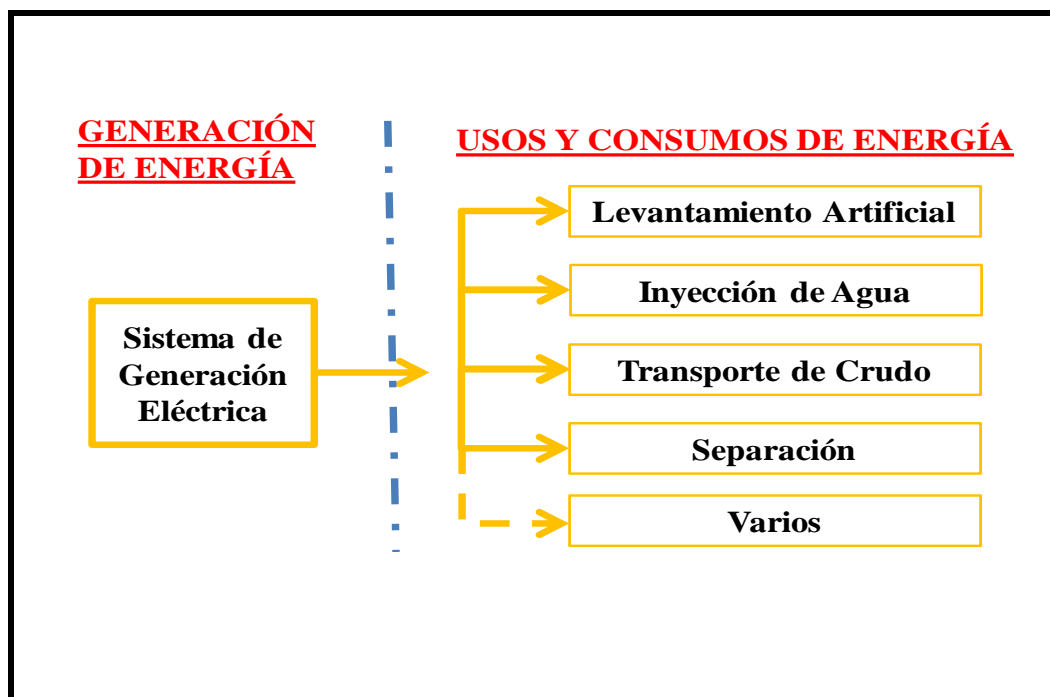 GENERACIÓN
DE ENERGÍA
USOS Y CONSUMOS DE ENERGÍA
Sistema de
Generación
Eléctrica
Levantamiento Artificial
Inyección de Agua
Transporte de Crudo
Separación
Varios